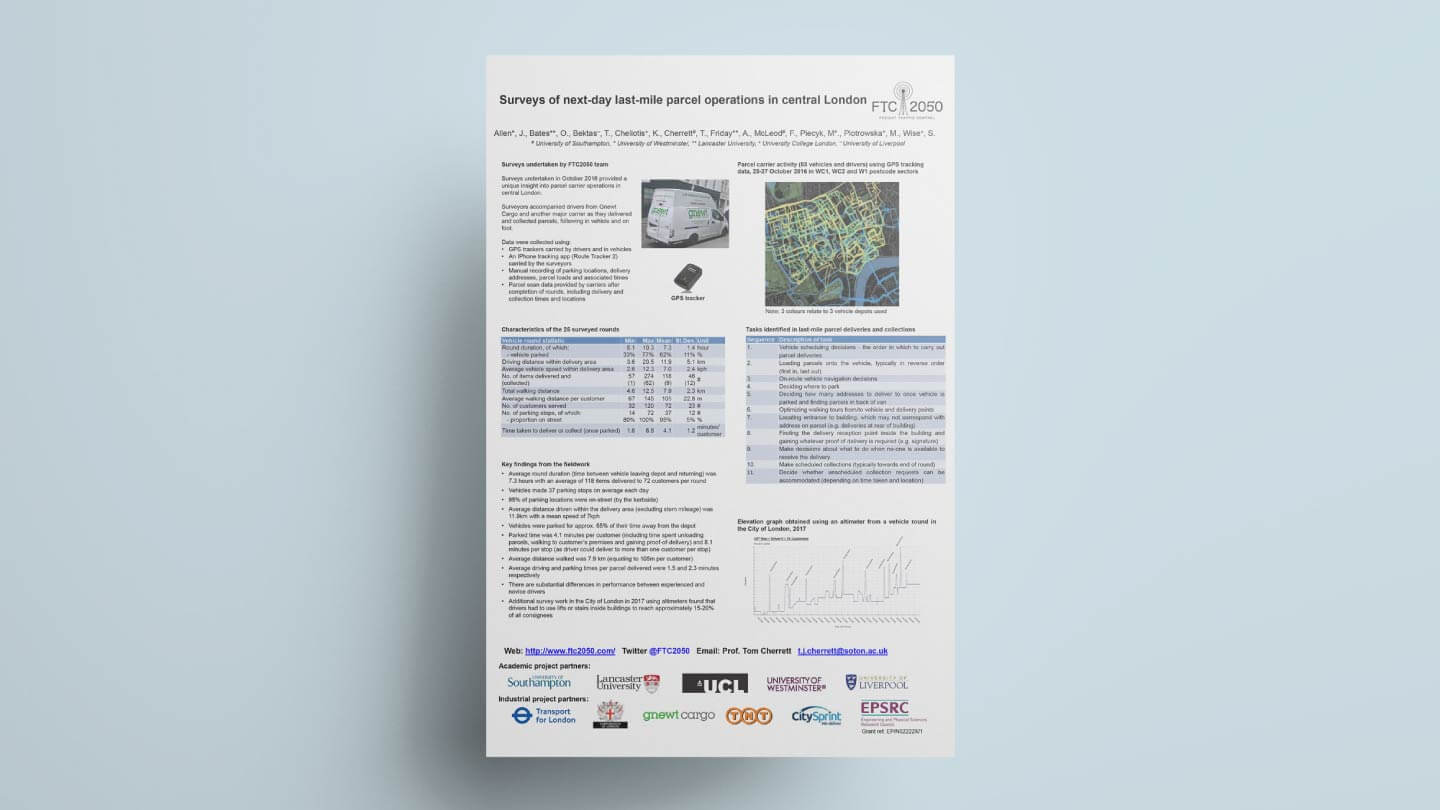 Surveys of next-day last-mile parcel operations in central London
FTC 2050
FREIGHT TRAFFIC CONTROL
Allen*, J., Bates**, O., Bektas~, T., Cheliotis+, K., Cherrett#, T., Friday**, A., McLeod#, F., Piecyk, M*., Piotrowska*, M., Wise+, S.
# University of Southampton, * University of Westminster, ** Lancaster University, + University College London, ~ University of Liverpool
Surveys undertaken by FTC2050 team
Surveys undertaken in October 2016 provided a
unique insight into parcel carrier operations in
central London.
Surveyors accompanied drivers from Gnewt
Cargo and another major carrier as they delivered
and collected parcels, following in vehicle and on
foot.
Data were collected using:
• GPS trackers carried by drivers and in vehicles
• An iPhone tracking app (Route Tracker 2)
carried by the surveyors
• Manual recording of parking locations, delivery
addresses, parcel loads and associated times
• Parcel scan data provided by carriers after
completion of rounds, including delivery and
collection times and locations
gnewt
GPS tracker
Parcel carrier activity (83 vehicles and drivers) using GPS tracking
data, 25-27 October 2016 in WC1, WC2 and W1 postcode sectors
Note: 3 colours relate to 3 vehicle depots used
Characteristics of the 25 surveyed rounds
Vehicle round statistic Min Max Mean St.Dev. Unit
Round duration, of which: 5.1 10.3 7.3 1.4 hour
- vehicle parked 33% 77% 62% 11% %
Driving distance within delivery area 3.6 20.5 11.9 5.1 km
Average vehicle speed within delivery area 2.6 12.3 7.0 2.4 kph
No. of items delivered and 57 274 118 46 #
(collected) (1) (62) (9) (12)
Total walking distance 4.6 12.5 7.9 2.3 km
Average walking distance per customer 67 145 105 22.8 m
No. of customers served 32 120 72 23 #
No. of parking stops, of which: 14 72 37 12 #
- proportion on street 80% 100% 95% 5% %
Time taken to deliver or collect (once parked) 1.8 6.8 4.1 1.2 minutes/
customer
Tasks identified in last-mile parcel deliveries and collections
Sequence Description of task
1. Vehicle scheduling decisions - the order in which to carry out
parcel deliveries
2. Loading parcels onto the vehicle, typically in reverse order
(first in, last out)
3. On-route vehicle navigation decisions
4. Deciding where to park
5. Deciding how many addresses to deliver to once vehicle is
parked and finding parcels in back of van
6. Optimizing walking tours from/to vehicle and delivery points
7. Locating entrance to building, which may not correspond with
address on parcel (e.g. deliveries at rear of building)
8. Finding the delivery reception point inside the building and
gaining whatever proof of delivery is required (e.g. signature)
9. Make decisions about what to do when no-one is available to
receive the delivery
10. Make scheduled collections (typically towards end of round)
11. Decide whether unscheduled collection requests can be
accommodated (depending on time taken and location)
Key findings from the fieldwork
• Average round duration (time between vehicle leaving depot and returning) was
7.3 hours with an average of 118 items delivered to 72 customers per round
• Vehicles made 37 parking stops on average each day
• 95% of parking locations were on-street (by the kerbside)
• Average distance driven within the delivery area (excluding stem mileage) was
11.9km with a mean speed of 7kph
• Vehicles were parked for approx. 65% of their time away from the depot
• Parked time was 4.1 minutes per customer (including time spent unloading
parcels, walking to customer's premises and gaining proof-of-delivery) and 8.1
minutes per stop (as driver could deliver to more than one customer per stop)
• Average distance walked was 7.9 km (equating to 105m per customer)
• Average driving and parking times per parcel delivered were 1.5 and 2.3 minutes
respectively
• There are substantial differences in performance between experienced and
novice drivers
• Additional survey work in the City of London in 2017 using altimeters found that
drivers had to use lifts or stairs inside buildings to reach approximately 15-20%
of all consignees
Elevation graph obtained using an altimeter from a vehicle round in
the City of London, 2017
Web: http://www.ftc2050.com/ Twitter @FTC2050 Email: Prof. Tom Cherrett t.j.cherrett@soton.ac.uk
Academic project partners:
UNIVERSITY OF
Southampton
Lancaster
University
UCL
UNIVERSITY OF
WESTMINSTER
UNIVERSITY OF
LIVERPOOL
Industrial project partners:
Transport
for London
gnewt cargo
TNT
CitySprint
EPSRC
Engineering and Physical Sciences
Research Council
Grant ref: EP/N02222X/1